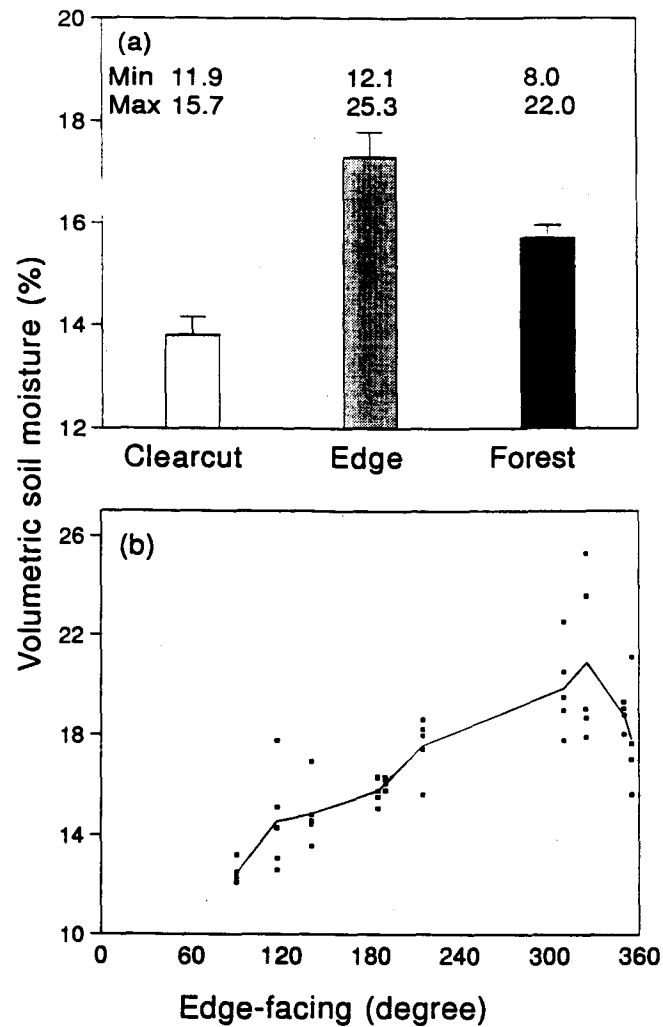 Volumetric soil moisture (%)
20
18
16
14
12
(a)
Min 11.9 12.1 8.0
Max 15.7 25.3 22.0
Clearcut Edge Forest
26
22
18
14
10
(b)
0 60 120 180 240 300 360
Edge-facing (degree)